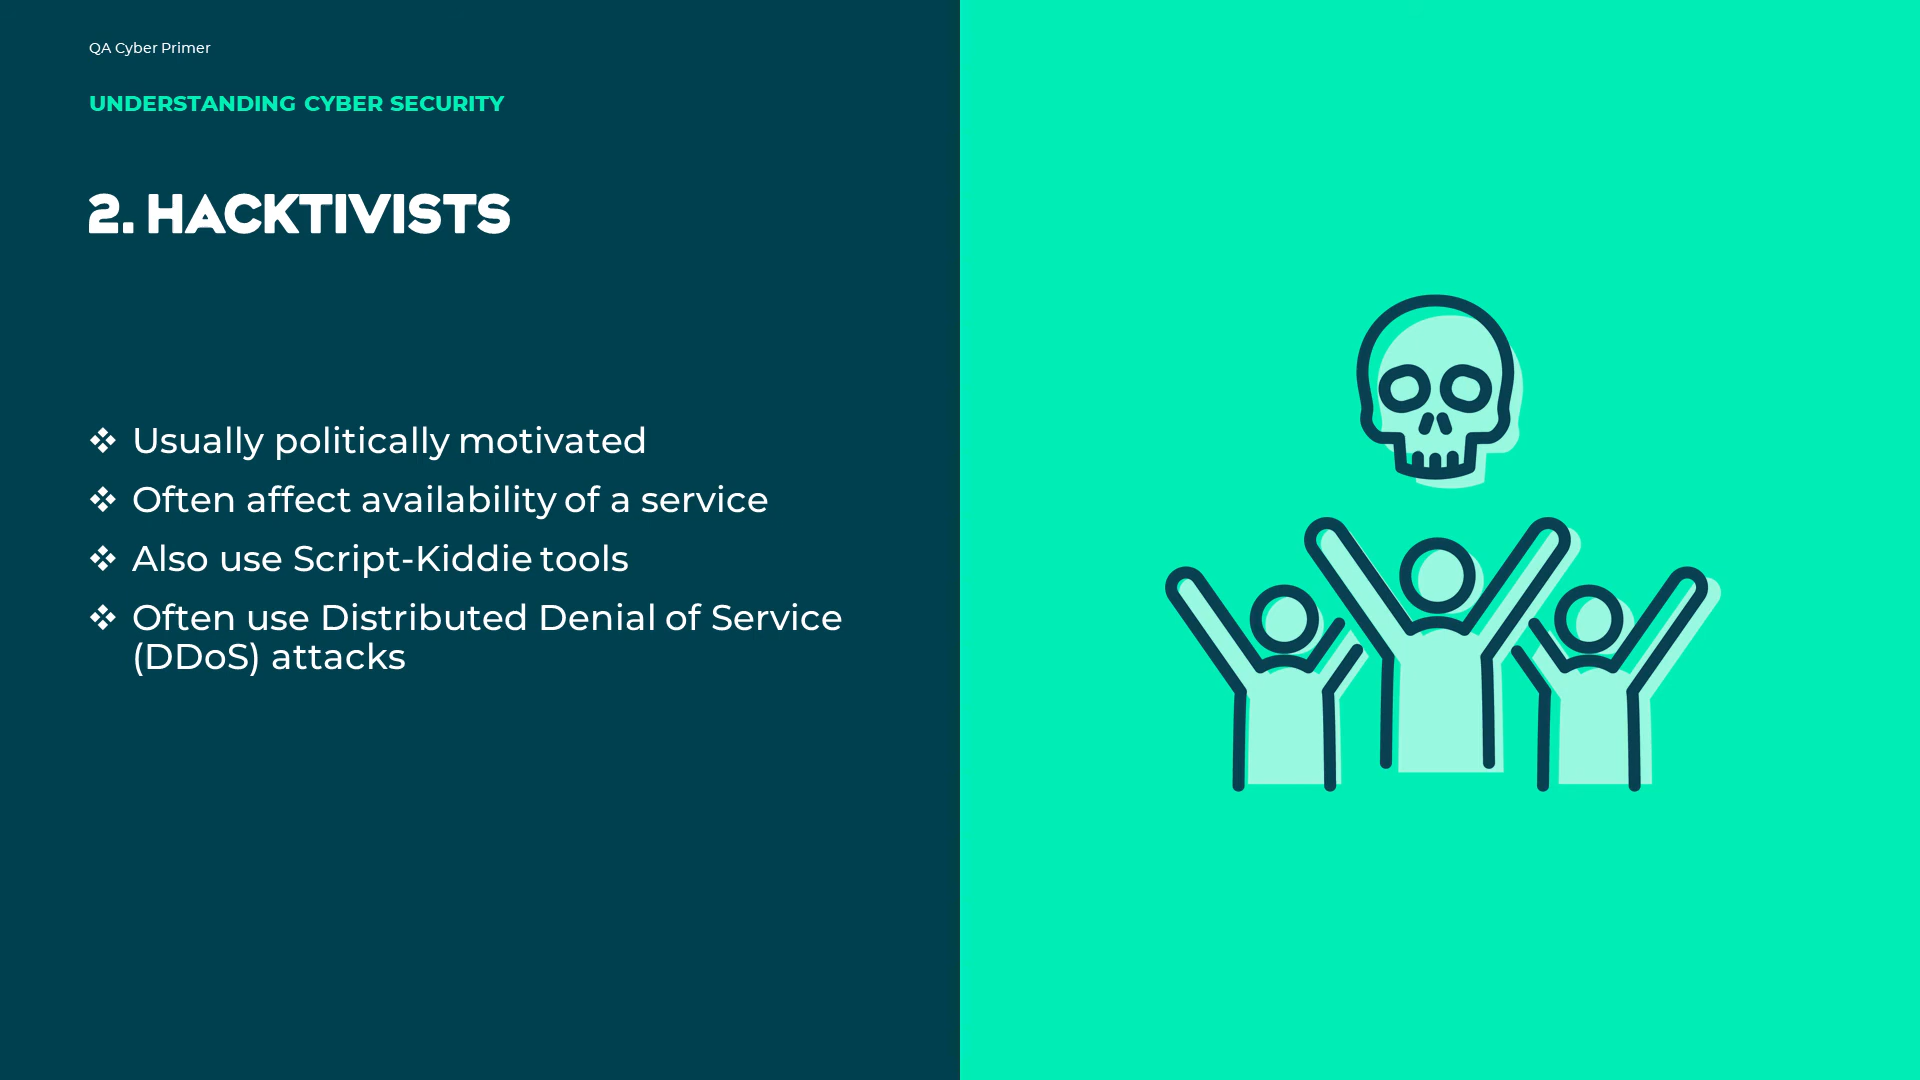 QA Cyber Primer
UNDERSTANDING CYBER SECURITY
2. HACKTIVISTS
❖ Usually politically motivated
❖ Often affect availability of a service
❖ Also use Script-Kiddie tools
❖ Often use Distributed Denial of Service
(DDoS) attacks